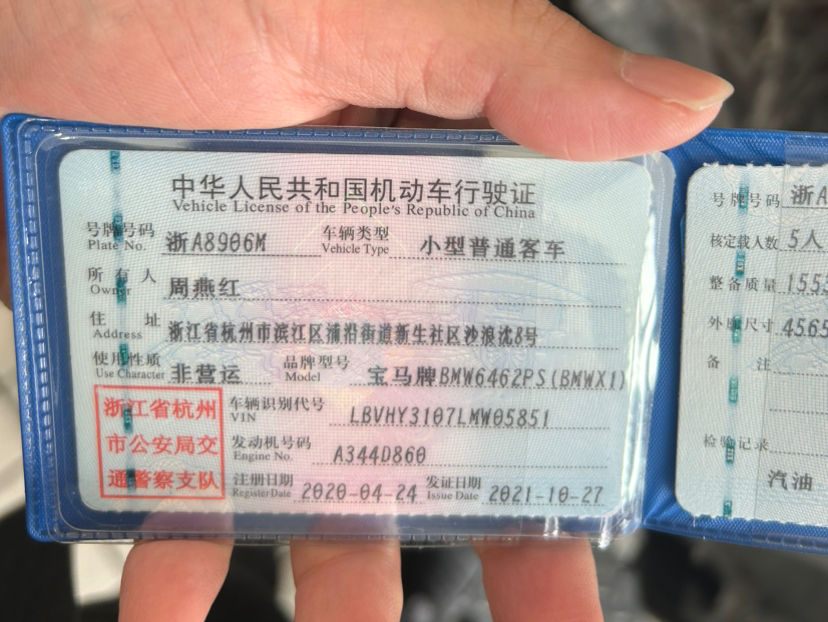 中华人民共和国机动车行驶证
Vehicle License of the People's Republic of China
号牌号码 浙A8906M 车辆类型 小型普通客车
Plate No. Vehicle Type
所有人 周燕红
Owner
住址 浙江省杭州市滨江区浦沿街道新生社区沙浪沈8号
Address
使用性质 非营运 品牌型号 宝马牌BMW6462PS(BMWX1)
Use Character Model
浙江省杭州
市公安局交
通警察支队
车辆识别代号 LBVHY3107LMW05851
VIN
发动机号码 A344D860
Engine No.
注册日期 2020-04-24 发证日期 2021-10-27
Register Date Issue Date
号牌号码 浙A
核定载人数 5人
整备质量 155
外廓尺寸 4565
备注
检验记录
汽油